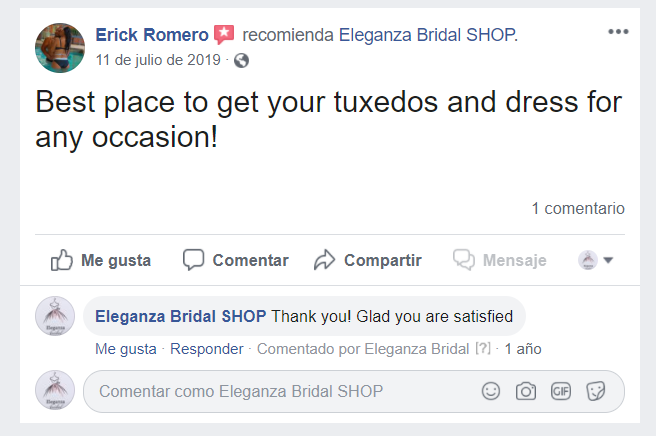 Erick Romero recomienda Eleganza Bridal SHOP.
11 de julio de 2019 ·
Best place to get your tuxedos and dress for
any occasion!
1 comentario
Me gusta Comentar Compartir Mensaje
Eleganza Bridal SHOP Thank you! Glad you are satisfied
Me gusta · Responder · Comentado por Eleganza Bridal [?] · 1 año
Comentar como Eleganza Bridal SHOP GIF